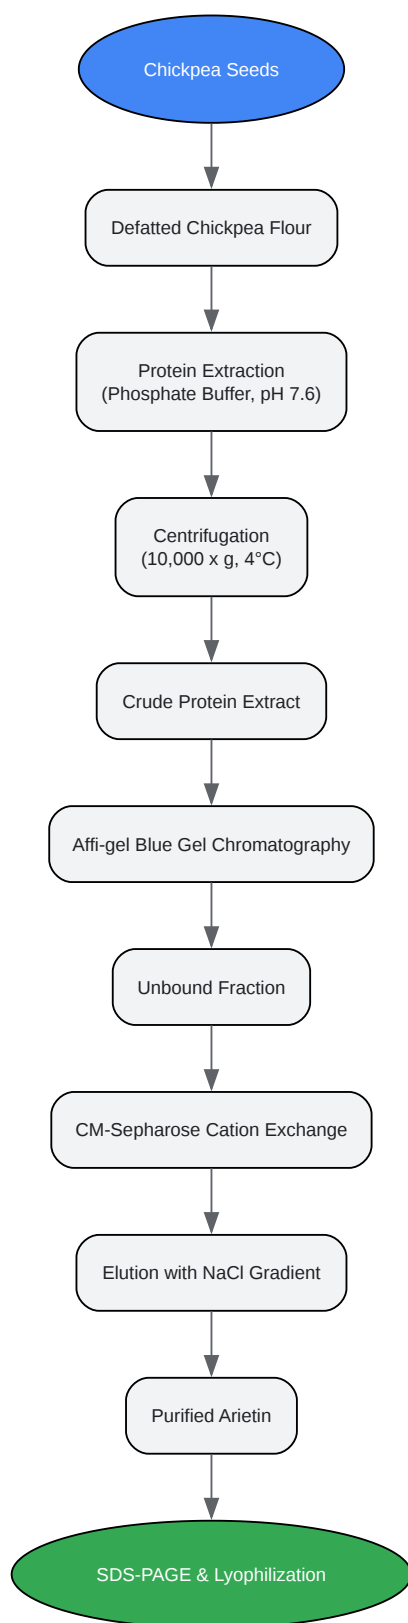 Chickpea Seeds
Defatted Chickpea Flour
Protein Extraction
(Phosphate Buffer, pH 7.6)
Centrifugation
(10,000 x g, 4°C)
Crude Protein Extract
Affi-gel Blue Gel Chromatography
Unbound Fraction
CM-Sepharose Cation Exchange
Elution with NaCl Gradient
Purified Arietin
SDS-PAGE & Lyophilization